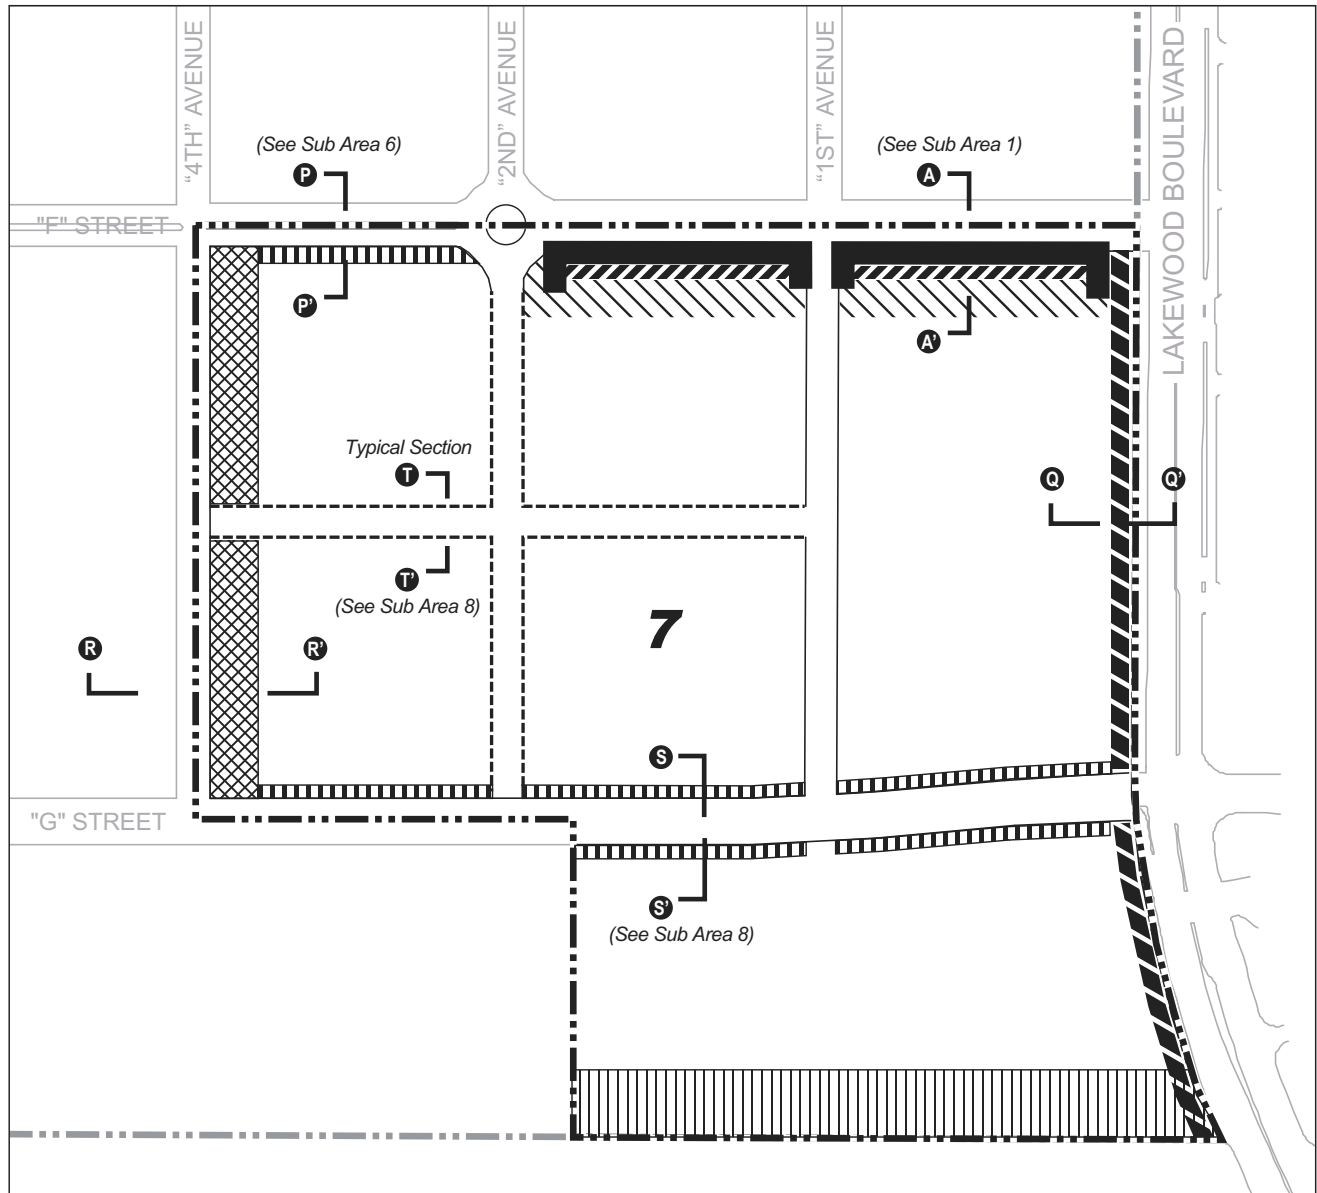 “4TH” AVENUE
“2ND” AVENUE
“1ST” AVENUE
LAKEWOOD BOULEVARD
(See Sub Area 6)
P
(See Sub Area 1)
A
"F" STREET
P’
A’
Typical Section
T
Q
Q’
T’
(See Sub Area 8)
7
R
R’
S
"G" STREET
S’
(See Sub Area 8)